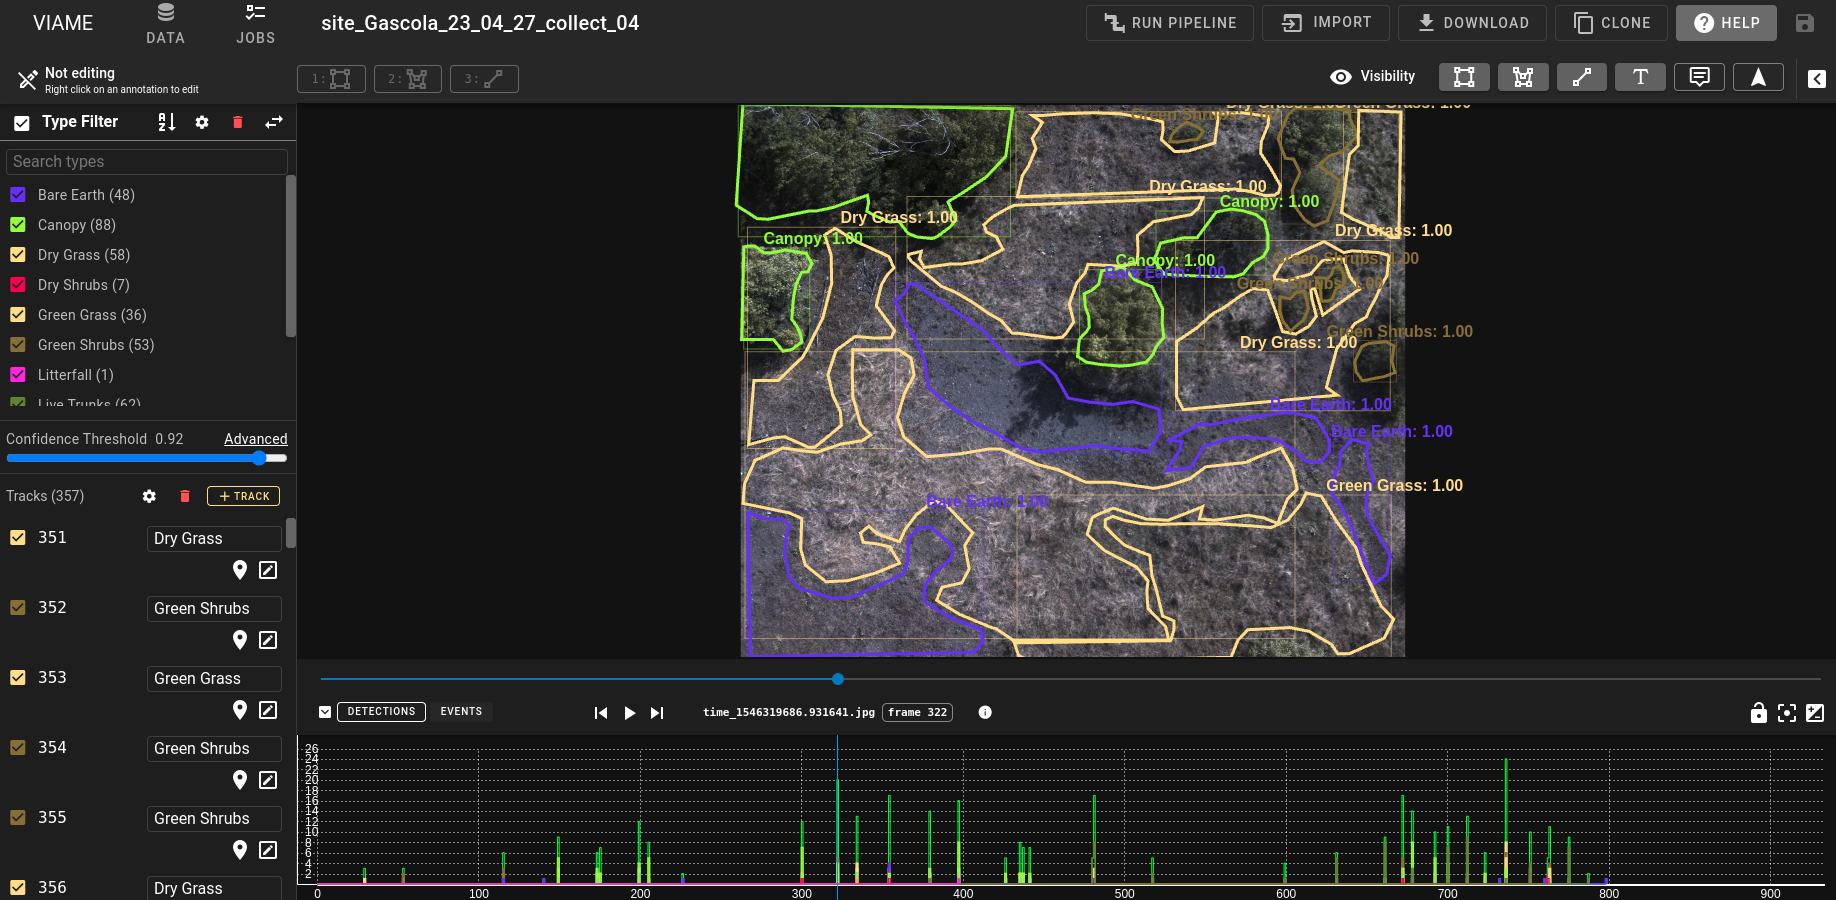 VIAME
DATA
JOBS
site_Gascola_23_04_27_collect_04
RUN PIPELINE
IMPORT
DOWNLOAD
CLONE
HELP
Not editing
Right click on an annotation to edit
1:
2:
3:
Visibility
T
Type Filter
Search types
Bare Earth (48)
Canopy (88)
Dry Grass (58)
Dry Shrubs (7)
Green Grass (36)
Green Shrubs (53)
Litterfall (1)
Live Trunks (62)
Confidence Threshold 0.92
Advanced
Tracks (357)
+ TRACK
351 Dry Grass
352 Green Shrubs
353 Green Grass
354 Green Shrubs
355 Green Shrubs
356 Dry Grass
Green Grass: 1.00
Green Shrubs: 1.00
Dry Grass: 1.00
Canopy: 1.00
Dry Grass: 1.00
Dry Grass: 1.00
Canopy: 1.00
Green Shrubs: 1.00
Canopy: 1.00
Bare Earth: 1.00
Green Shrubs: 1.00
Green Shrubs: 1.00
Dry Grass: 1.00
Bare Earth: 1.00
Bare Earth: 1.00
Green Grass: 1.00
Bare Earth: 1.00
DETECTIONS
EVENTS
time_1546319686.931641.jpg
frame 322
26
24
22
20
18
16
14
12
10
8
6
4
2
0 100 200 300 400 500 600 700 800 900